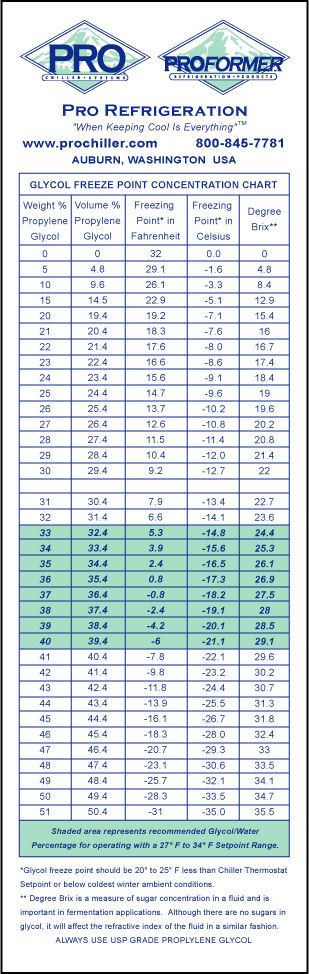 PRO
CHILLER • SYSTEMS
PROFORMER
REFRIGERATION • PRODUCTS
PRO REFRIGERATION
"When Keeping Cool Is Everything"™
www.prochiller.com 800-845-7781
AUBURN, WASHINGTON USA
GLYCOL FREEZE POINT CONCENTRATION CHART
Weight % Propylene Glycol Volume % Propylene Glycol Freezing Point* in Fahrenheit Freezing Point* in Celsius Degree Brix**
0 0 32 0.0 0
5 4.8 29.1 -1.6 4.8
10 9.6 26.1 -3.3 8.4
15 14.5 22.9 -5.1 12.9
20 19.4 19.2 -7.1 15.4
21 20.4 18.3 -7.6 16
22 21.4 17.6 -8.0 16.7
23 22.4 16.6 -8.6 17.4
24 23.4 15.6 -9.1 18.4
25 24.4 14.7 -9.6 19
26 25.4 13.7 -10.2 19.6
27 26.4 12.6 -10.8 20.2
28 27.4 11.5 -11.4 20.8
29 28.4 10.4 -12.0 21.4
30 29.4 9.2 -12.7 22
31 30.4 7.9 -13.4 22.7
32 31.4 6.6 -14.1 23.6
33 32.4 5.3 -14.8 24.4
34 33.4 3.9 -15.6 25.3
35 34.4 2.4 -16.5 26.1
36 35.4 0.8 -17.3 26.9
37 36.4 -0.8 -18.2 27.5
38 37.4 -2.4 -19.1 28
39 38.4 -4.2 -20.1 28.5
40 39.4 -6 -21.1 29.1
41 40.4 -7.8 -22.1 29.6
42 41.4 -9.8 -23.2 30.2
43 42.4 -11.8 -24.4 30.7
44 43.4 -13.9 -25.5 31.3
45 44.4 -16.1 -26.7 31.8
46 45.4 -18.3 -28.0 32.4
47 46.4 -20.7 -29.3 33
48 47.4 -23.1 -30.6 33.5
49 48.4 -25.7 -32.1 34.1
50 49.4 -28.3 -33.5 34.7
51 50.4 -31 -35.0 35.5
Shaded area represents recommended Glycol/Water
Percentage for operating with a 27° F to 34° F Setpoint Range.
*Glycol freeze point should be 20° to 25° F less than Chiller Thermostat
Setpoint or below coldest winter ambient conditions.
** Degree Brix is a measure of sugar concentration in a fluid and is
important in fermentation applications. Although there are no sugars in
glycol, it will affect the refractive index of the fluid in a similar fashion.
ALWAYS USE USP GRADE PROPLYLENE GLYCOL